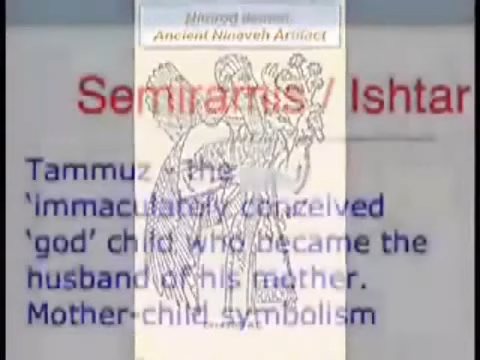 Nimrod
Ancient Nineveh Artifact
Semiramis / Ishtar
Tammuz - the
‘immaculately conceived
‘god’ child who became the
husband of his mother.
Mother-child symbolism